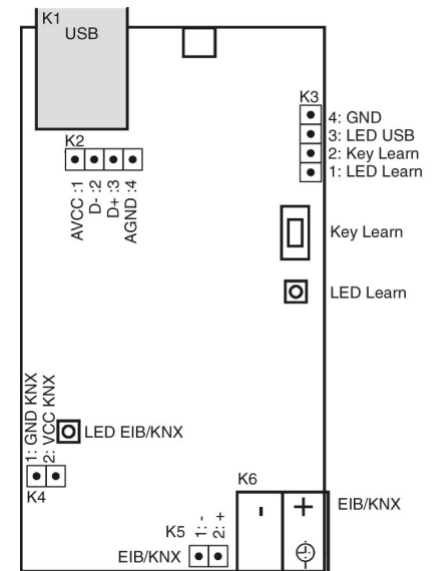 K1
USB
K3
4: GND
3: LED USB
2: Key Learn
1: LED Learn
K2
AVCC :1
D- :2
D+ :3
AGND :4
Key Learn
LED Learn
1: GND KNX
2: VCC KNX
LED EIB/KNX
K4
K6
- +
EIB/KNX
K5
1: -
2: +
EIB/KNX